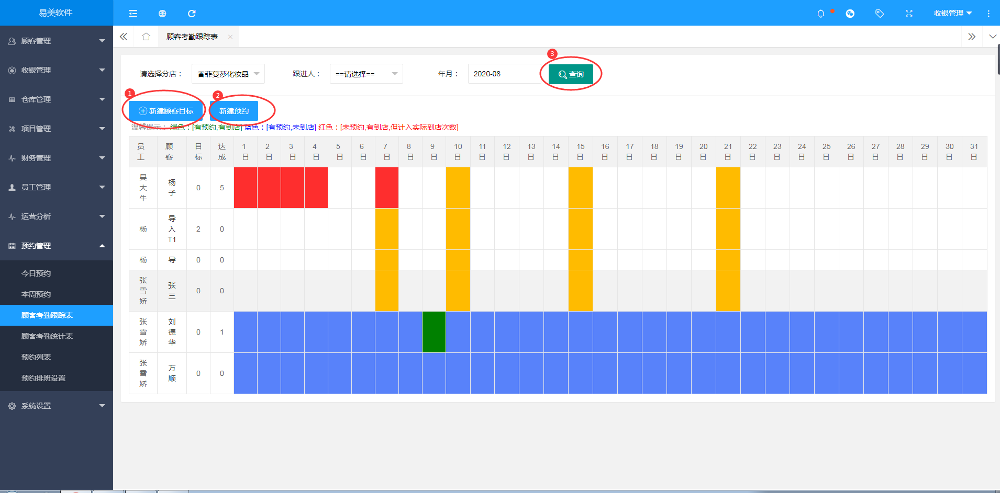 易美软件
收银管理
顾客考勤跟踪表
顾客管理
收银管理
仓库管理
项目管理
财务管理
员工管理
运营分析
预约管理
今日预约
本周预约
顾客考勤跟踪表
顾客考勤统计表
预约列表
预约排班设置
系统设置
请选择分店： 香菲蔓莎化妆品 跟进人： ==请选择== 年月： 2020-08 查询
3
1 2
新建顾客目标 新建预约
温馨提示： 绿色：[有预约,有到店] 蓝色：[有预约,未到店] 红色：[未预约,有到店,但计入实际到店次数]
员工 顾客 目标 达成 1日 2日 3日 4日 5日 6日 7日 8日 9日 10日 11日 12日 13日 14日 15日 16日 17日 18日 19日 20日 21日 22日 23日 24日 25日 26日 27日 28日 29日 30日 31日
吴大牛 杨子 0 5
杨 导入T1 2 0
杨 导 0 0
张雪娇 张三 0 0
张雪娇 刘德华 0 1
张雪娇 万顺 0 0